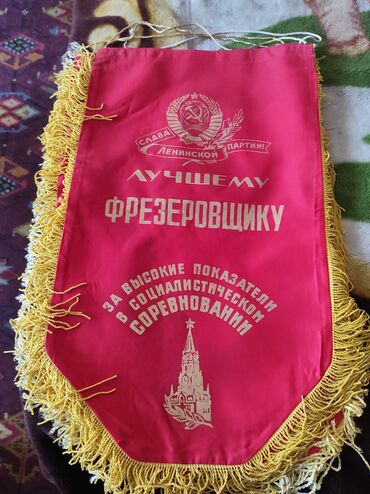 СЛАВА ЛЕНИНСКОЙ ПАРТИИ!
ЛУЧШЕМУ
ФРЕЗЕРОВЩИКУ
ЗА ВЫСОКИЕ ПОКАЗАТЕЛИ
В СОЦИАЛИСТИЧЕСКОМ
СОРЕВНОВАНИИ